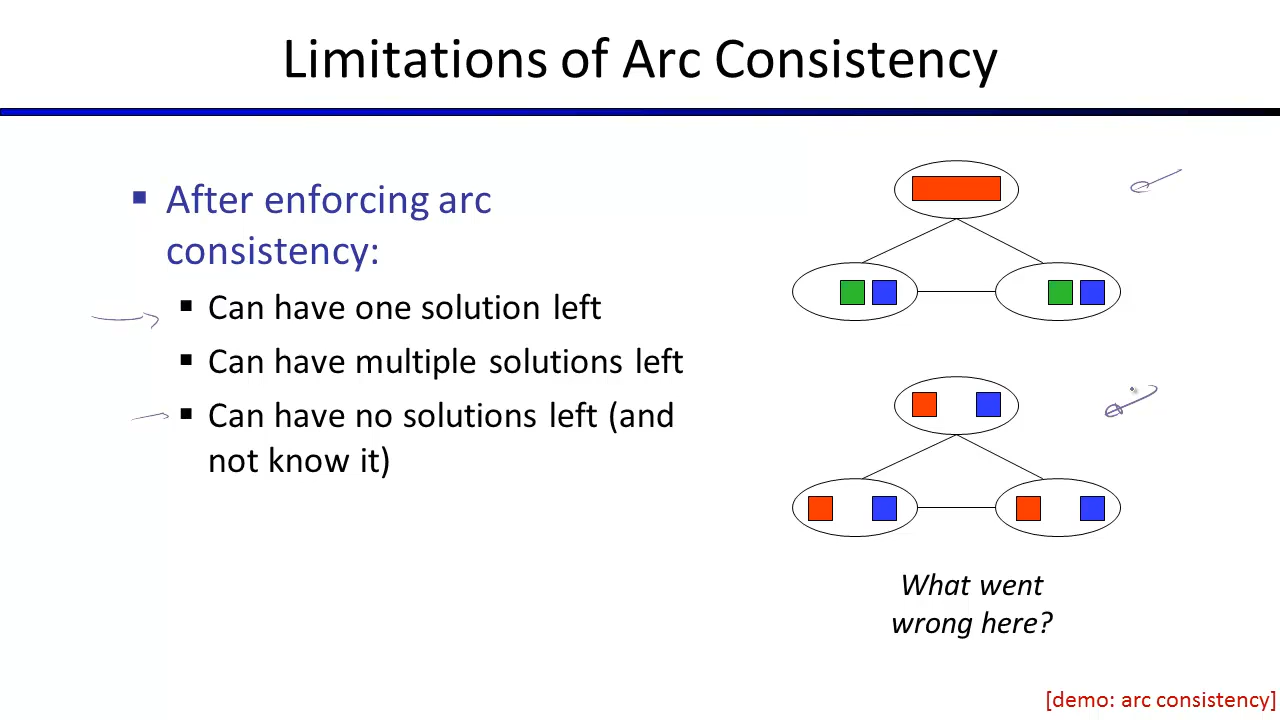 Limitations of Arc Consistency
After enforcing arc
consistency:
Can have one solution left
Can have multiple solutions left
Can have no solutions left (and
not know it)
What went
wrong here?
[demo: arc consistency]